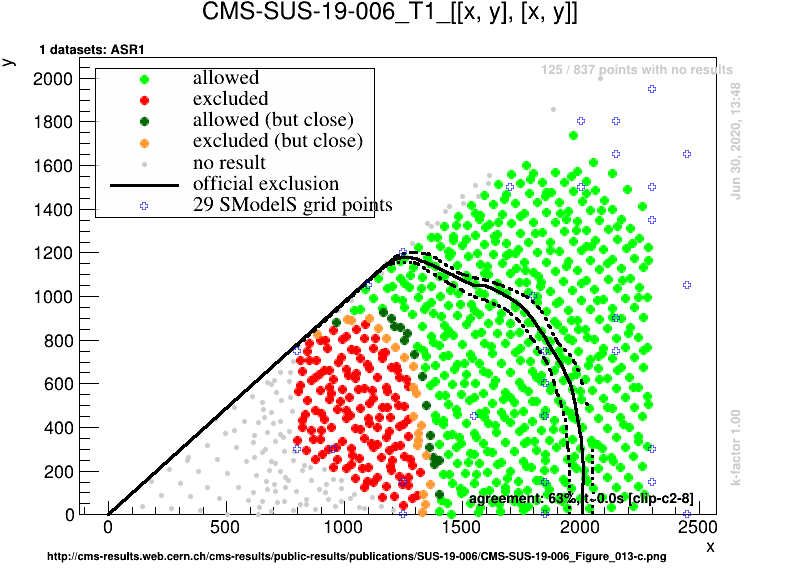 CMS-SUS-19-006_T1_[[x, y], [x, y]]
1 datasets: ASR1
y
125 / 837 points with no results
allowed
excluded
allowed (but close)
excluded (but close)
no result
official exclusion
29 SModelS grid points
2000
1800
1600
1400
1200
1000
800
600
400
200
0
Jun 30, 2020, 13:48
k-factor 1.00
agreement: 63%, t~0.0s [clip-c2-8]
0 500 1000 1500 2000 2500
x
http://cms-results.web.cern.ch/cms-results/public-results/publications/SUS-19-006/CMS-SUS-19-006_Figure_013-c.png